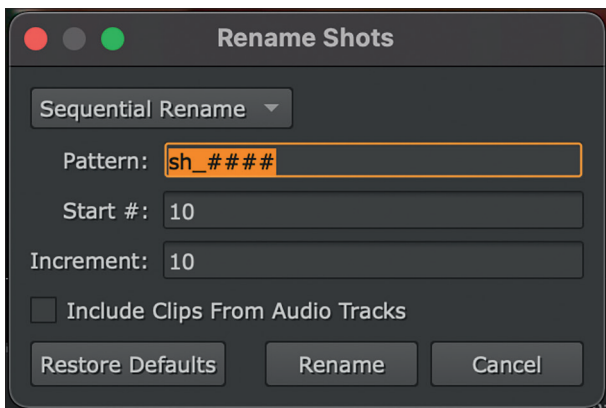 Rename Shots
Sequential Rename
Pattern: sh_####
Start #: 10
Increment: 10
Include Clips From Audio Tracks
Restore Defaults Rename Cancel